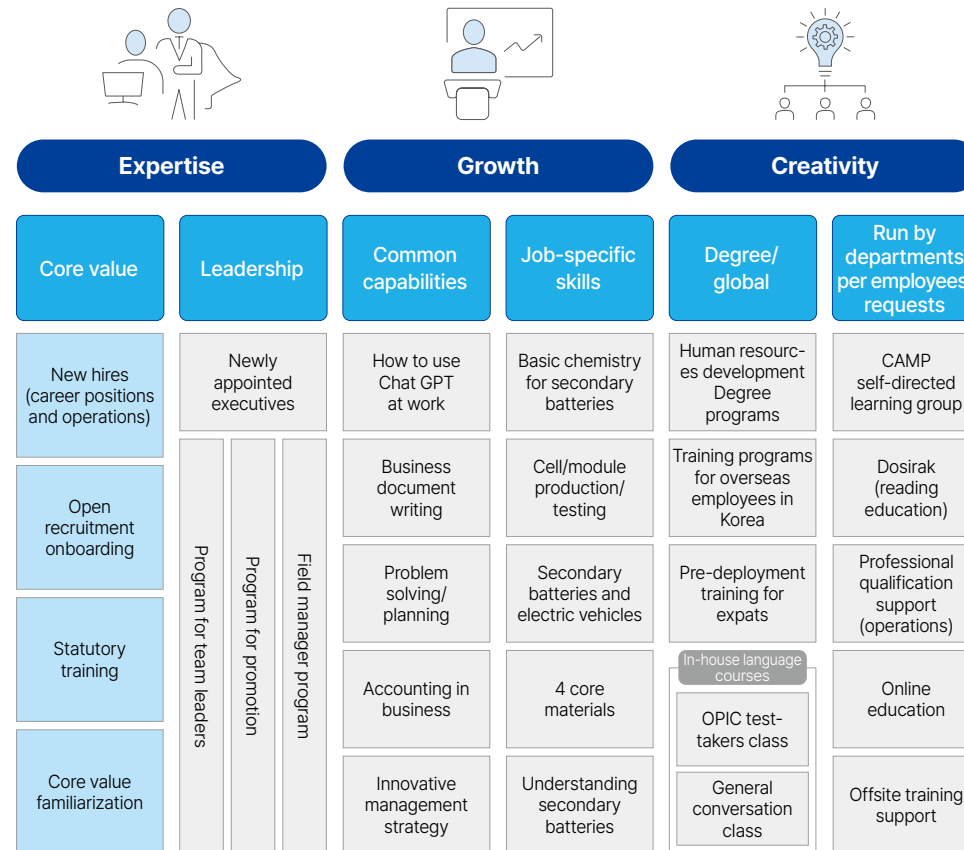 Expertise
Growth
Creativity
Core value
Leadership
Common
capabilities
Job-specific
skills
Degree/
global
Run by
departments
per employees
requests
New hires
(career positions
and operations)
Open
recruitment
onboarding
Statutory
training
Core value
familiarization
Newly
appointed
executives
Program for team leaders
Program for promotion
Field manager program
How to use
Chat GPT
at work
Business
document
writing
Problem
solving/
planning
Accounting in
business
Innovative
management
strategy
Basic chemistry
for secondary
batteries
Cell/module
production/
testing
Secondary
batteries and
electric vehicles
4 core
materials
Understanding
secondary
batteries
Human resourc-
es development
Degree
programs
Training programs
for overseas
employees in
Korea
Pre-deployment
training for
expats
In-house language
courses
OPIC test-
takers class
General
conversation
class
CAMP
self-directed
learning group
Dosirak
(reading
education)
Professional
qualification
support
(operations)
Online
education
Offsite training
support